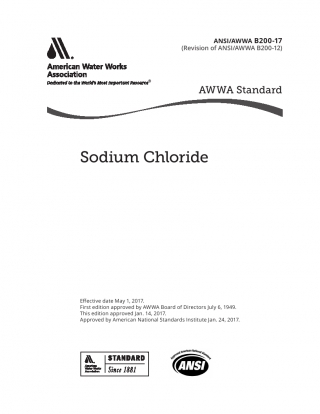 ANSI/AWWA B200-17
(Revision of ANSI/AWWA B200-12)
American Water Works
Association
Dedicated to the World's Most Important Resource®
AWWA Standard
Sodium Chloride
Effective date May 1, 2017.
First edition approved by AWWA Board of Directors July 6, 1949.
This edition approved Jan. 14, 2017.
Approved by American National Standards Institute Jan. 24, 2017.
American Water Works Association
STANDARD
Since 1881
ANSI